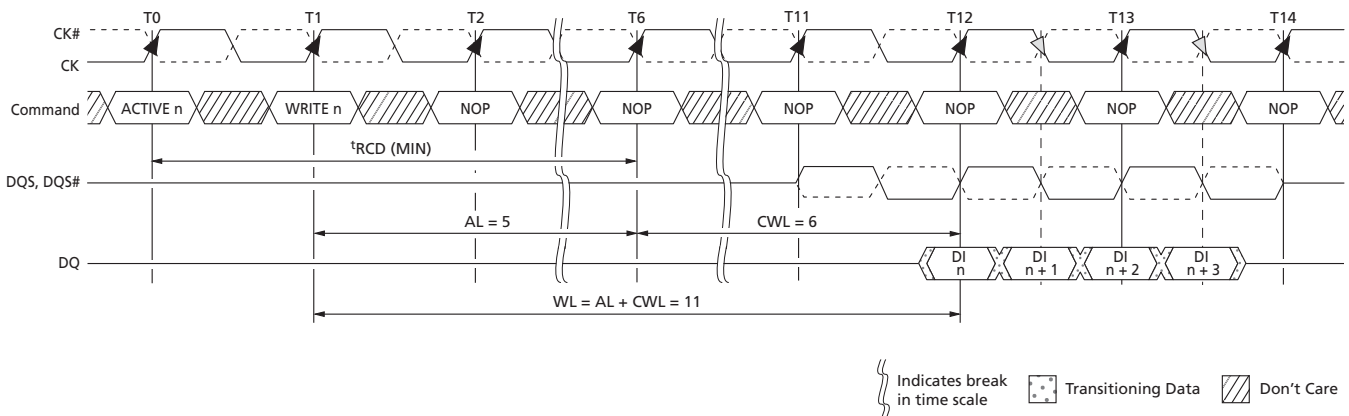 T0 T1 T2 T6 T11 T12 T13 T14
CK#
CK
Command ACTIVE n WRITE n NOP NOP NOP NOP NOP NOP
tRCD (MIN)
DQS, DQS#
AL = 5 CWL = 6
DQ DI n DI n + 1 DI n + 2 DI n + 3
WL = AL + CWL = 11
Indicates break
in time scale
Transitioning Data
Don't Care